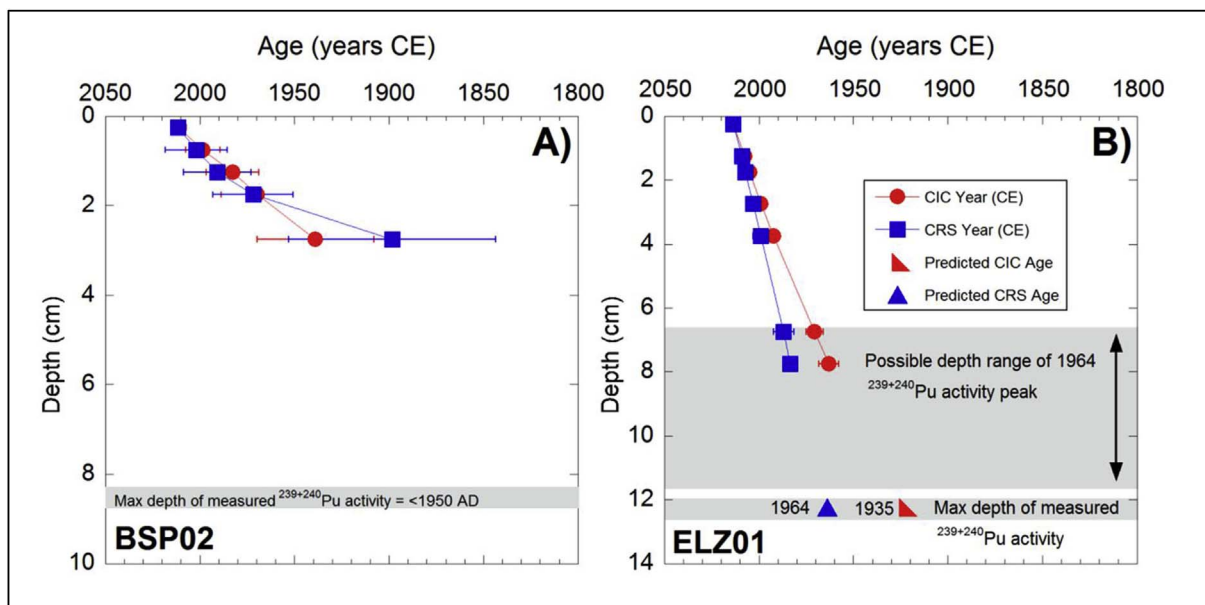 Age (years CE)
2050 2000 1950 1900 1850 1800
0
2
4
6
8
10
Depth (cm)
A)
Max depth of measured 239+240Pu activity = <1950 AD
BSP02
Age (years CE)
2050 2000 1950 1900 1850 1800
0
2
4
6
8
10
12
14
Depth (cm)
B)
CIC Year (CE)
CRS Year (CE)
Predicted CIC Age
Predicted CRS Age
Possible depth range of 1964
239+240Pu activity peak
1964 1935 Max depth of measured
239+240Pu activity
ELZ01